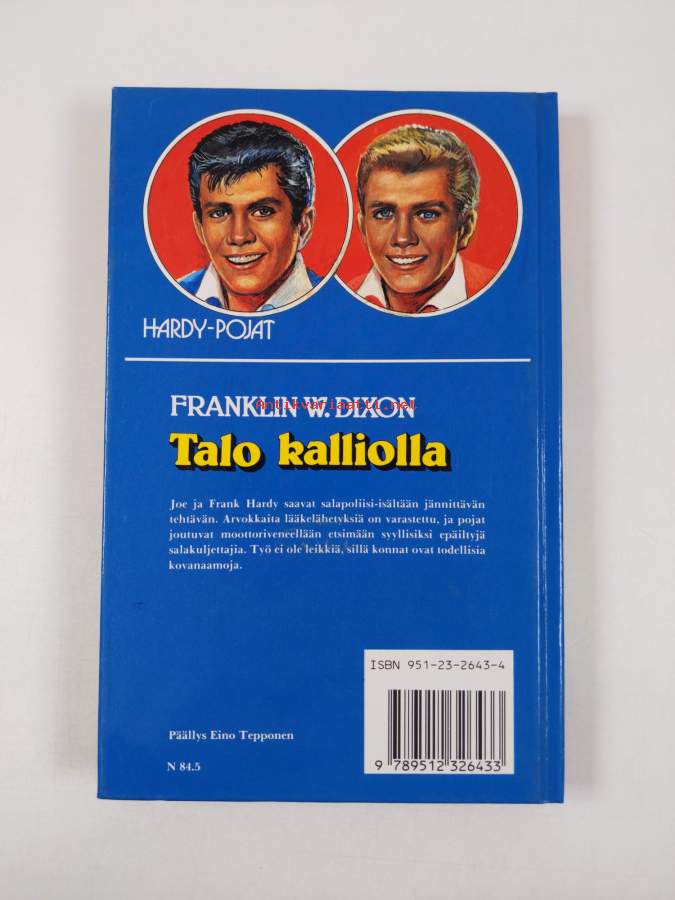 HARDY-POJAT
FRANKLIN W. DIXON
Antikvariaatti.net
Talo kalliolla
Joe ja Frank Hardy saavat salapoliisi-isältään jännittävän
tehtävän. Arvokkaita lääkelähetyksiä on varastettu, ja pojat
joutuvat moottoriveneellään etsimään syyllisiksi epäiltyjä
salakuljettajia. Työ ei ole leikkiä, sillä konnat ovat todellisia
kovanaamoja.
ISBN 951-23-2643-4
Päällys Eino Tepponen
N 84.5
9 789512 326433